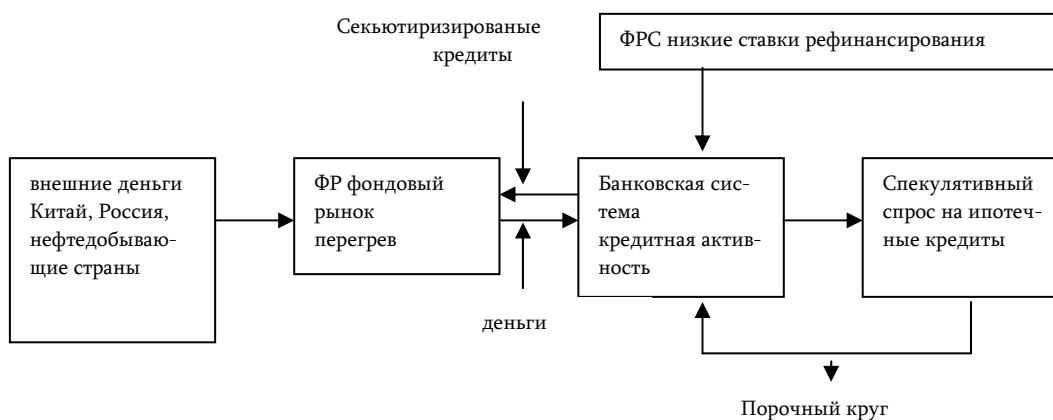 Секьютиризированые
кредиты
ФРС низкие ставки рефинансирования
внешние деньги
Китай, Россия,
нефтедобываю-
щие страны
ФР фондовый
рынок
перегрев
Банковская сис-
тема
кредитная актив-
ность
Спекулятивный
спрос на ипотеч-
ные кредиты
деньги
Порочный круг